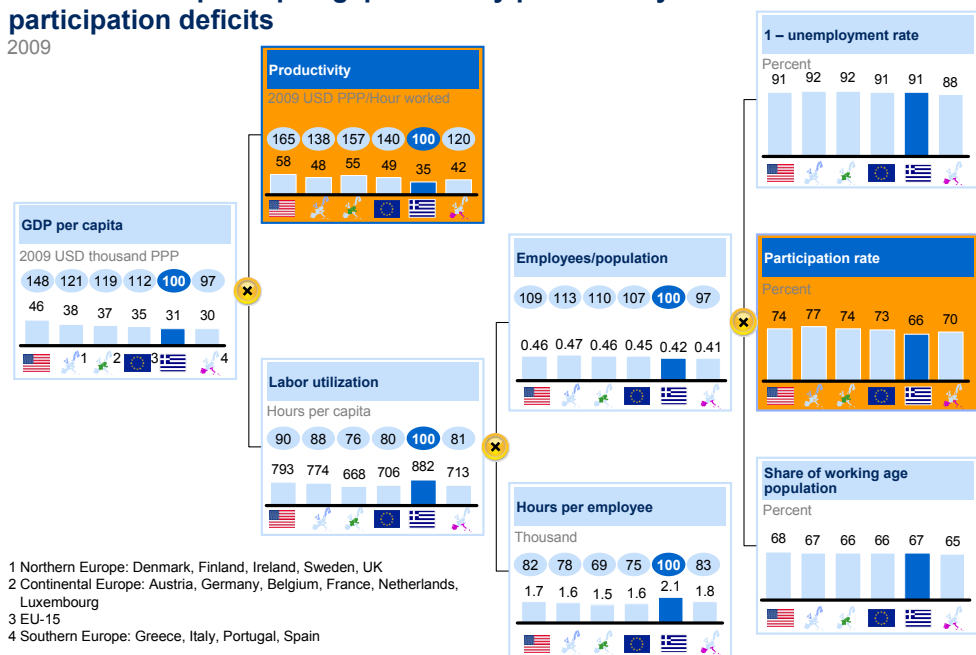 participation deficits
2009
Productivity
2009 USD PPP/Hour worked
165 138 157 140 100 120
58 48 55 49 35 42
GDP per capita
2009 USD thousand PPP
148 121 119 112 100 97
46 38 37 35 31 30
1 2 3 4
Labor utilization
Hours per capita
90 88 76 80 100 81
793 774 668 706 882 713
Employees/population
109 113 110 107 100 97
0.46 0.47 0.46 0.45 0.42 0.41
Hours per employee
Thousand
82 78 69 75 100 83
1.7 1.6 1.5 1.6 2.1 1.8
1 – unemployment rate
Percent
91 92 92 91 91 88
Participation rate
Percent
74 77 74 73 66 70
Share of working age
population
Percent
68 67 66 66 67 65
1 Northern Europe: Denmark, Finland, Ireland, Sweden, UK
2 Continental Europe: Austria, Germany, Belgium, France, Netherlands,
Luxembourg
3 EU-15
4 Southern Europe: Greece, Italy, Portugal, Spain